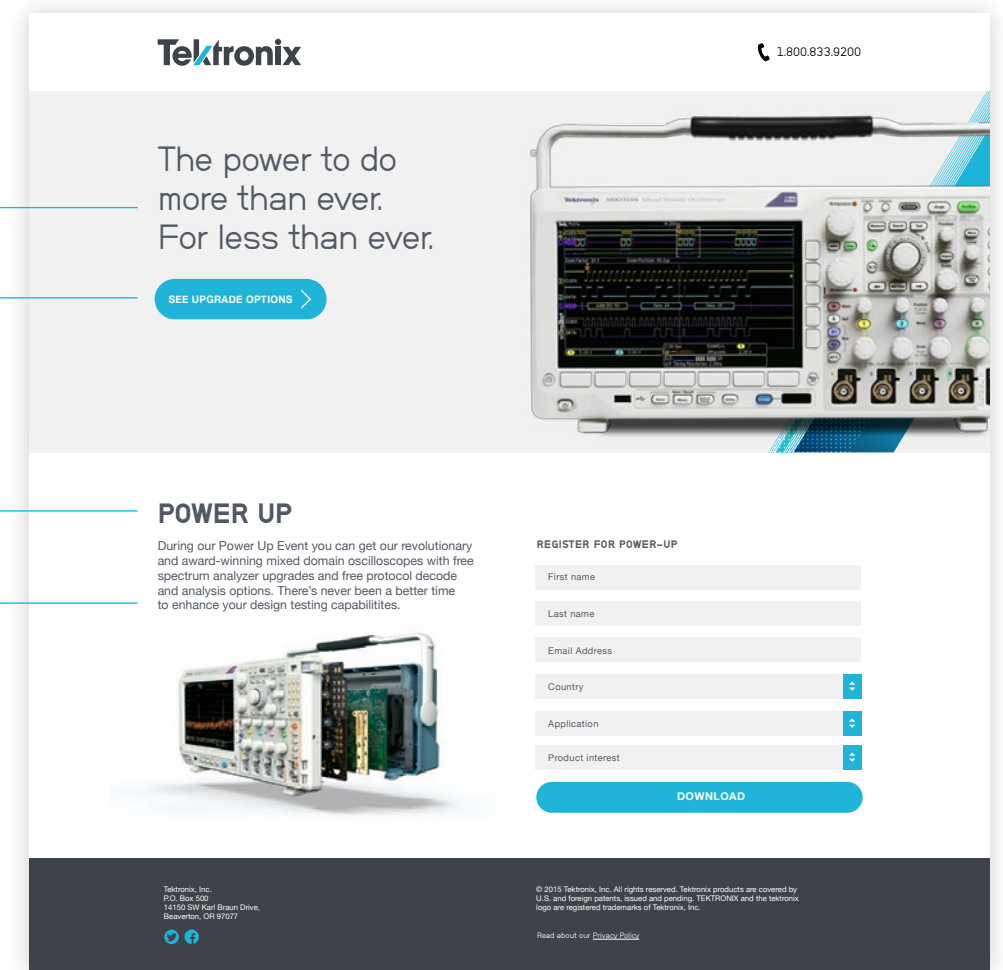 Tektronix
1.800.833.9200
The power to do
more than ever.
For less than ever.
SEE UPGRADE OPTIONS
Tektronix
POWER UP
During our Power Up Event you can get our revolutionary
and award-winning mixed domain oscilloscopes with free
spectrum analyzer upgrades and free protocol decode
and analysis options. There’s never been a better time
to enhance your design testing capabilitites.
REGISTER FOR POWER-UP
First name
Last name
Email Address
Country
Application
Product interest
DOWNLOAD
Tektronix, Inc.
P.O. Box 500
14150 SW Karl Braun Drive,
Beaverton, OR 97077
© 2015 Tektronix, Inc. All rights reserved. Tektronix products are covered by
U.S. and foreign patents, issued and pending. TEKTRONIX and the tektronix
logo are registered trademarks of Tektronix, Inc.
Read about our Privacy Policy